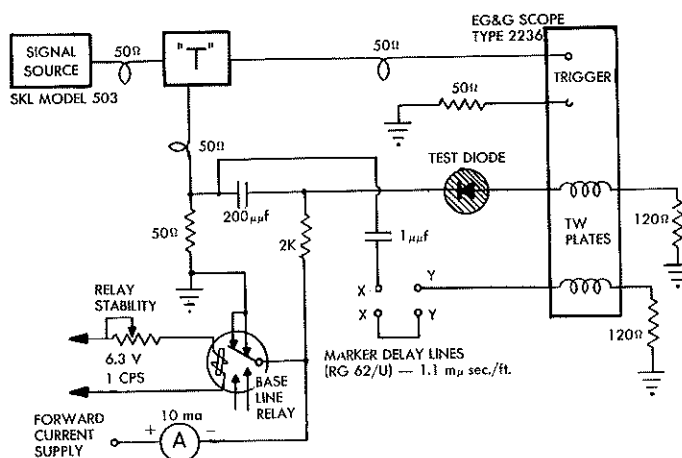 EG&G SCOPE
TYPE 2236
SIGNAL
SOURCE
50Ω
"T"
50Ω
SKL MODEL 503
TRIGGER
50Ω
50Ω
TEST DIODE
200μμf
50Ω
2K
1μμf
TW
PLATES
120Ω
X
Y
X
Y
RELAY
STABILITY
6.3 V
1 CPS
BASE
LINE
RELAY
MARKER DELAY LINES
(RG 62/U) — 1.1 mμ sec./ft.
120Ω
FORWARD
CURRENT
SUPPLY
10 ma
+ A −